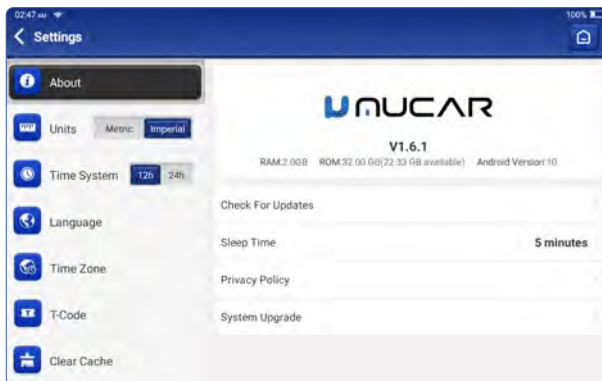 02:47 AM
100%
Settings
About
Units Metric Imperial
Time System 12h 24h
Language
Time Zone
T-Code
Clear Cache
MUCAR
V1.6.1
RAM:2.0GB ROM:32.00 GB(22.33 GB available) Android Version:10
Check For Updates
Sleep Time 5 minutes
Privacy Policy
System Upgrade